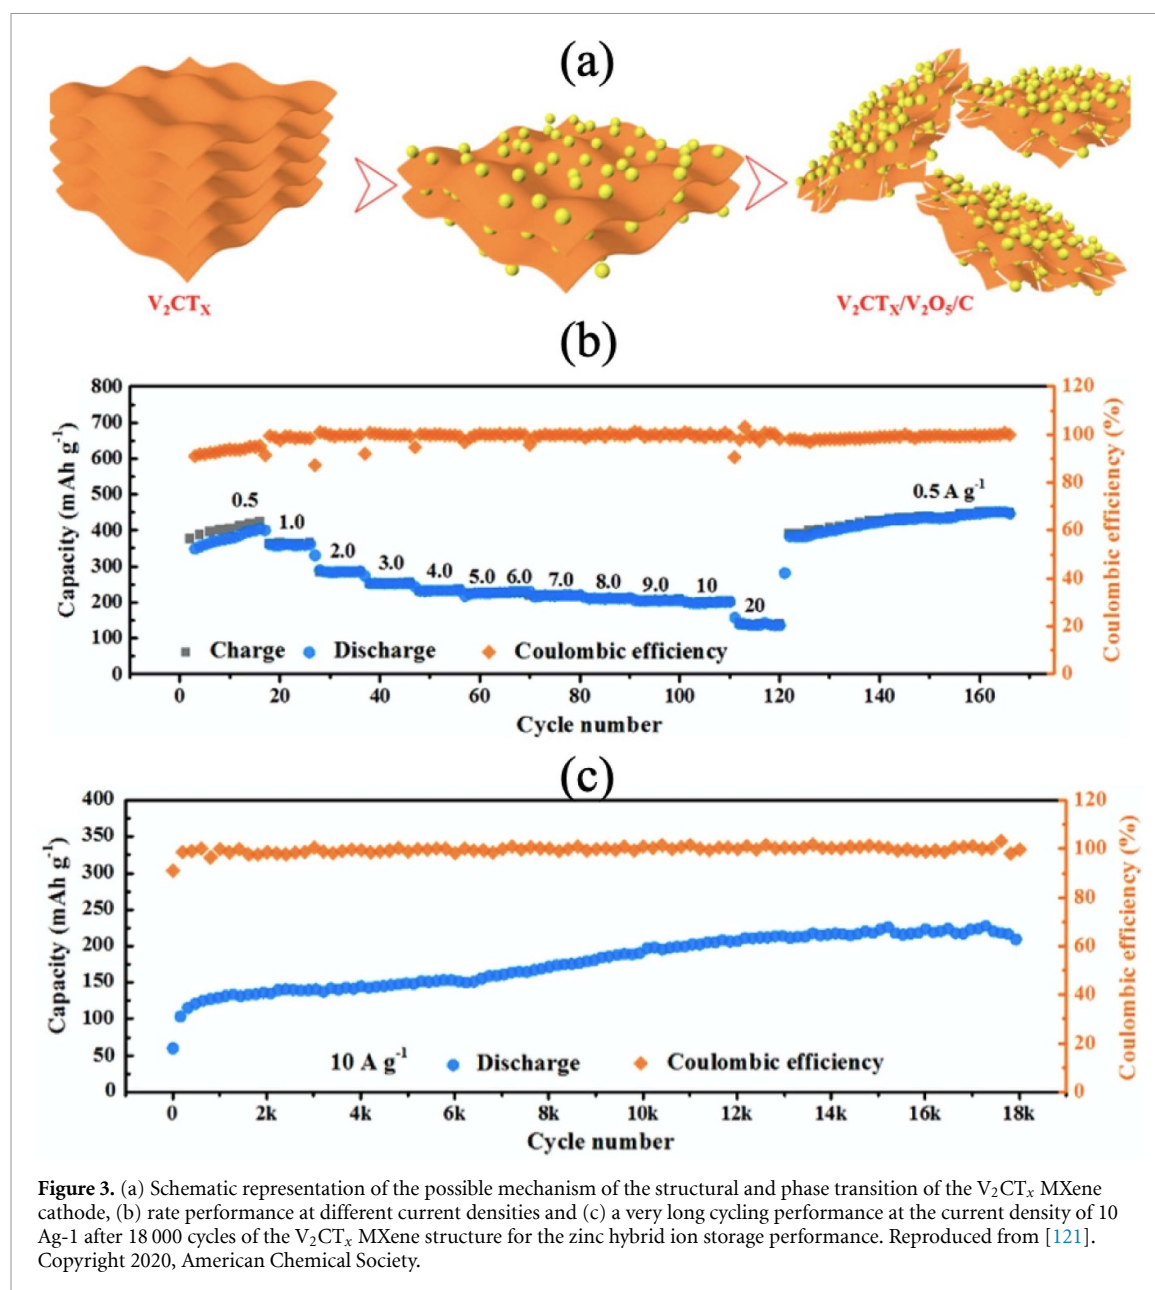 (a)
V₂CTX
V₂CTX/V₂O₅/C
(b)
800
700
600
500
400
300
200
100
0
Capacity (mAh g⁻¹)
0.5
1.0
2.0
3.0
4.0
5.0
6.0
7.0
8.0
9.0
10
20
0.5 A g⁻¹
Charge
Discharge
Coulombic efficiency
120
100
80
60
40
20
0
Coulombic efficiency (%)
0 20 40 60 80 100 120 140 160
Cycle number
(c)
400
350
300
250
200
150
100
50
0
Capacity (mAh g⁻¹)
10 A g⁻¹ Discharge Coulombic efficiency
120
100
80
60
40
20
0
Coulombic efficiency (%)
0 2k 4k 6k 8k 10k 12k 14k 16k 18k
Cycle number
Figure 3. (a) Schematic representation of the possible mechanism of the structural and phase transition of the V₂CTₓ MXene
cathode, (b) rate performance at different current densities and (c) a very long cycling performance at the current density of 10
Ag-1 after 18 000 cycles of the V₂CTₓ MXene structure for the zinc hybrid ion storage performance. Reproduced from [121].
Copyright 2020, American Chemical Society.